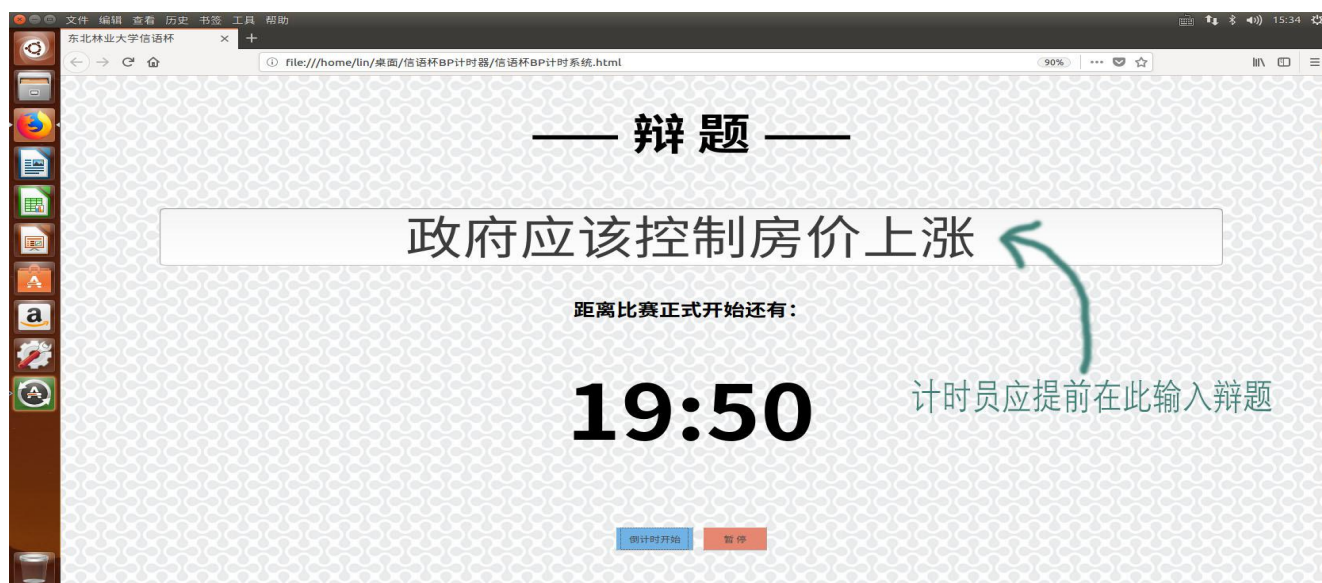 文件 编辑 查看 历史 书签 工具 帮助
15:34
东北林业大学信语杯
file:///home/lin/桌面/信语杯BP计时器/信语杯BP计时系统.html
90%
—— 辩 题 ——
政府应该控制房价上涨
距离比赛正式开始还有：
19:50
计时员应提前在此输入辩题
倒计时开始
暂 停